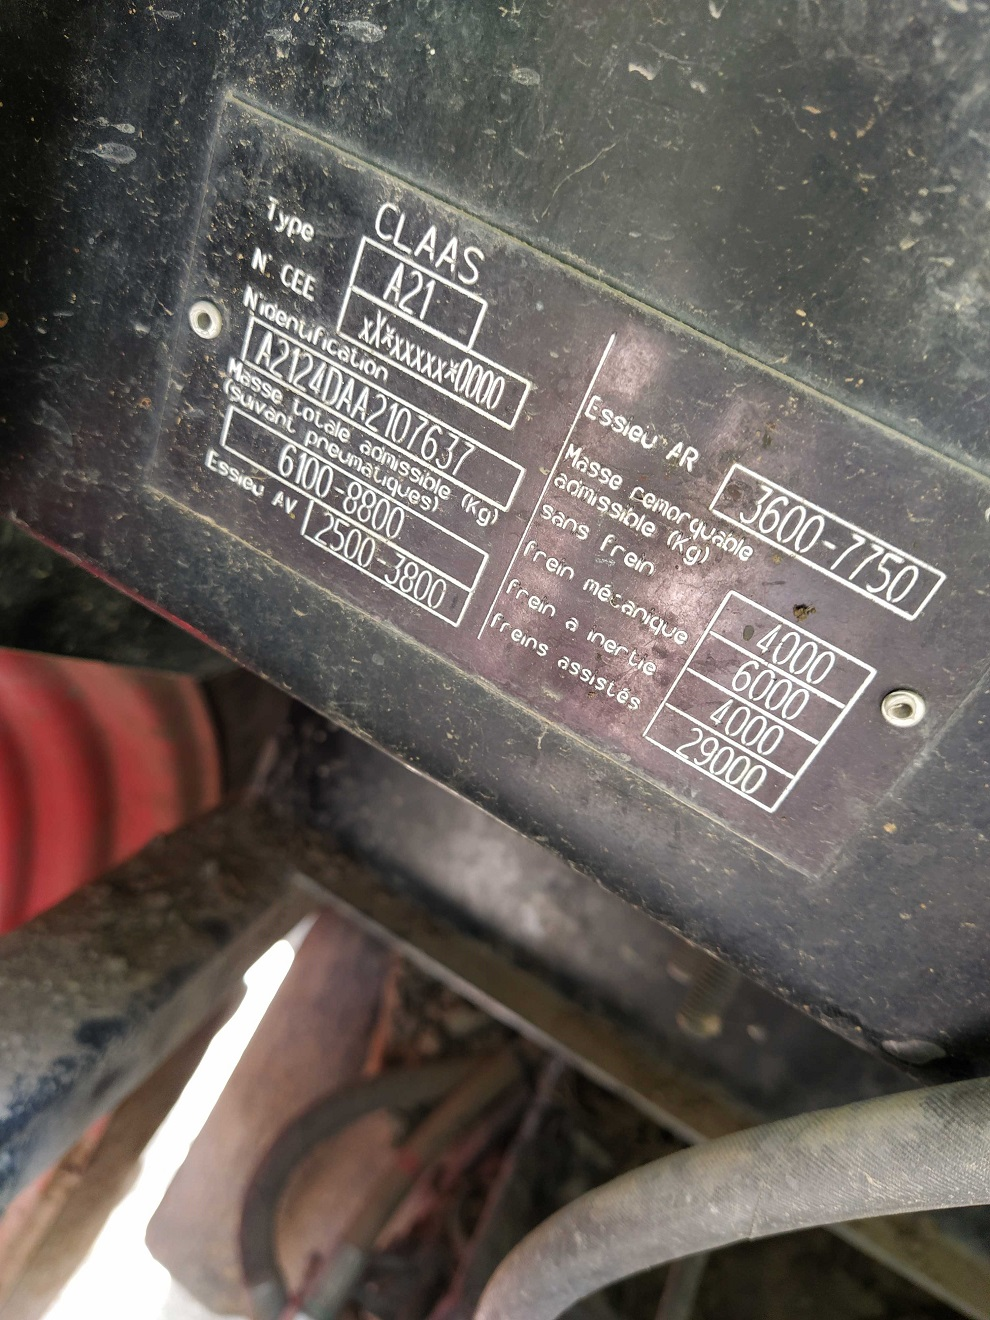 CLAAS
Type A21
N. CEE xX*xxxxx*0000
N'identification
A2124DAA2107637
Masse totale admissible (Kg)
(suivant pneumatiques)
6100-8800
Essieu AV 2500-3800
Essieu AR 3600-7750
Masse remorquable
admissible (Kg)
sans frein 4000
frein mécanique 6000
frein a inertie 4000
freins assistés 29000